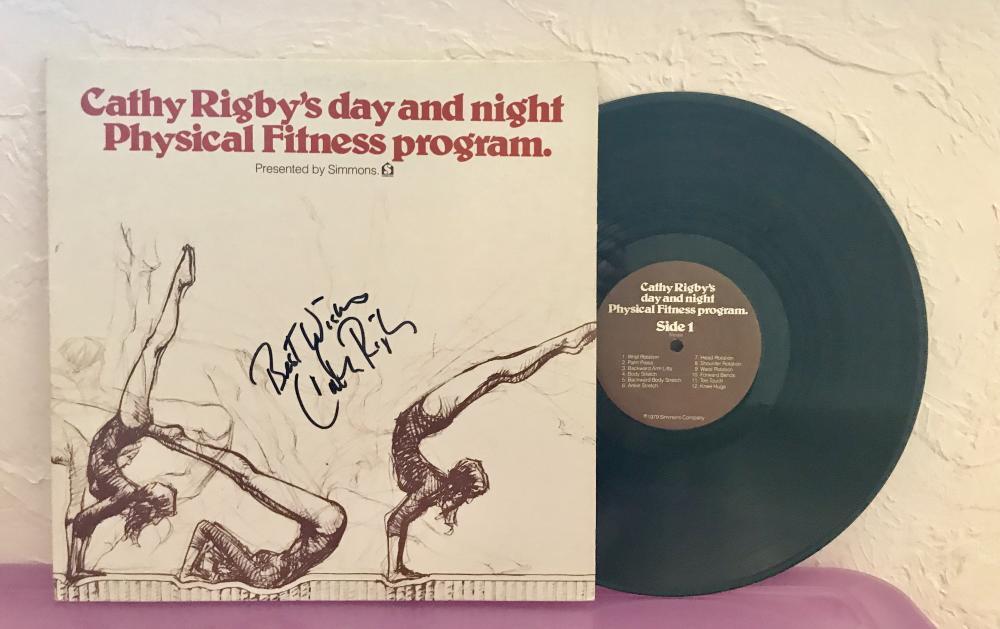 Cathy Rigby's day and night
Physical Fitness program.
Presented by Simmons.
Best Wishes
Cathy Rigby
Cathy Rigby's
day and night
Physical Fitness program.
Side 1
1 Wrist Rotation
2 Palm Press
3 Backward Arm Lifts
4 Body Stretch
5 Backward Body Stretch
6 Ankle Stretch
7 Head Rotation
8 Shoulder Rotation
9 Waist Rotation
10 Forward Bends
11 Toe Touch
12 Knee Hugs
©1979 Simmons Company